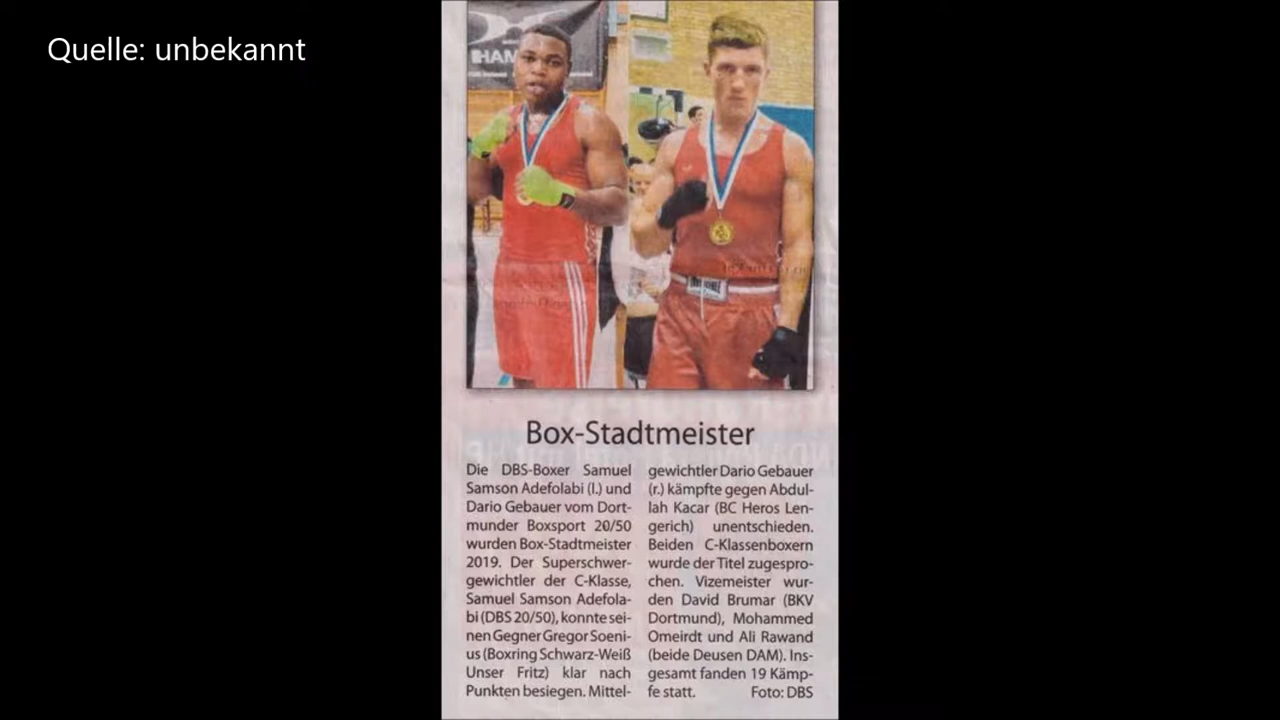 Quelle: unbekannt
HAM
Box-Stadtmeister
Die DBS-Boxer Samuel
Samson Adefolabi (l.) und
Dario Gebauer vom Dort-
munder Boxsport 20/50
wurden Box-Stadtmeister
2019. Der Superschwer-
gewichtler der C-Klasse,
Samuel Samson Adefola-
bi (DBS 20/50), konnte sei-
nen Gegner Gregor Soeni-
us (Boxring Schwarz-Weiß
Unser Fritz) klar nach
Punkten besiegen. Mittel-
gewichtler Dario Gebauer
(r.) kämpfte gegen Abdul-
lah Kacar (BC Heros Len-
gerich) unentschieden.
Beiden C-Klassenboxern
wurde der Titel zugespro-
chen. Vizemeister wur-
den David Brumar (BKV
Dortmund), Mohammed
Omeirdt und Ali Rawand
(beide Deusen DAM). Ins-
gesamt fanden 19 Kämp-
fe statt. Foto: DBS